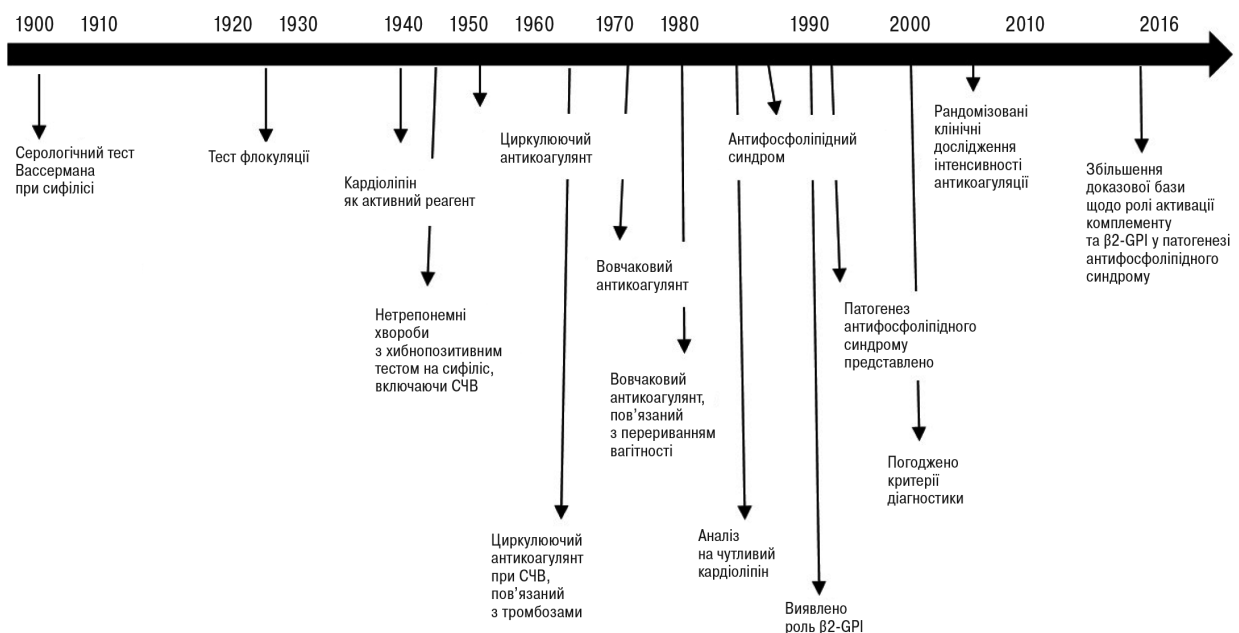 1900 1910 1920 1930 1940 1950 1960 1970 1980 1990 2000 2010 2016
Серологічний тест
Вассермана
при сифілісі
Тест флокуляції
Кардіоліпін
як активний реагент
Нетрепонемні
хвороби
з хибнопозитивним
тестом на сифіліс,
включаючи СЧВ
Циркулюючий
антикоагулянт
Циркулюючий
антикоагулянт
при СЧВ,
пов’язаний
з тромбозами
Вовчаковий
антикоагулянт
Вовчаковий
антикоагулянт,
пов’язаний
з перериванням
вагітності
Аналіз
на чутливий
кардіоліпін
Антифосфоліпідний
синдром
Виявлено
роль β2-GPI
Патогенез
антифосфоліпідного
синдрому
представлено
Погоджено
критерії
діагностики
Рандомізовані
клінічні
дослідження
інтенсивності
антикоагуляції
Збільшення
доказової бази
щодо ролі активації
комплементу
та β2-GPI у патогенезі
антифосфоліпідного
синдрому